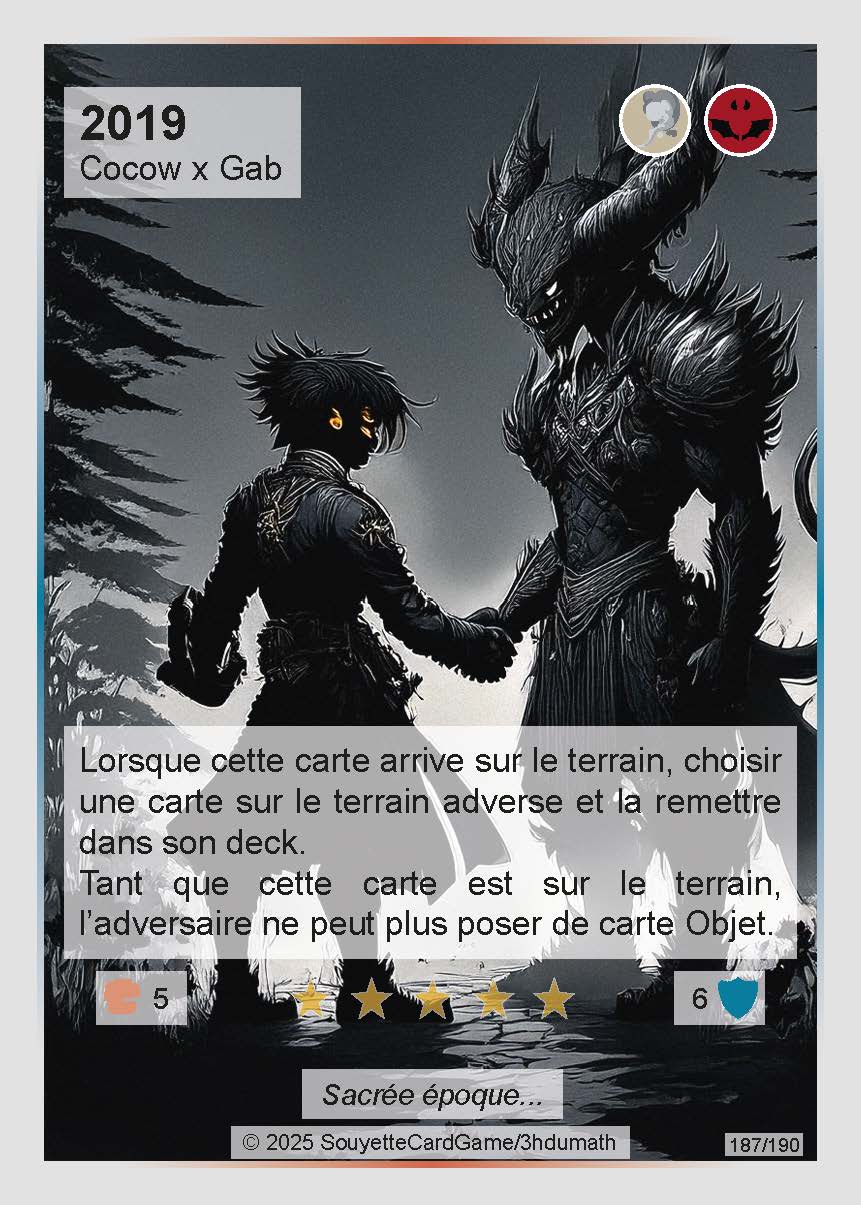 2019
Cocow x Gab
Lorsque cette carte arrive sur le terrain, choisir
une carte sur le terrain adverse et la remettre
dans son deck.
Tant que cette carte est sur le terrain,
l’adversaire ne peut plus poser de carte Objet.
5
6
Sacrée époque...
© 2025 SouyetteCardGame/3hdumath
187/190